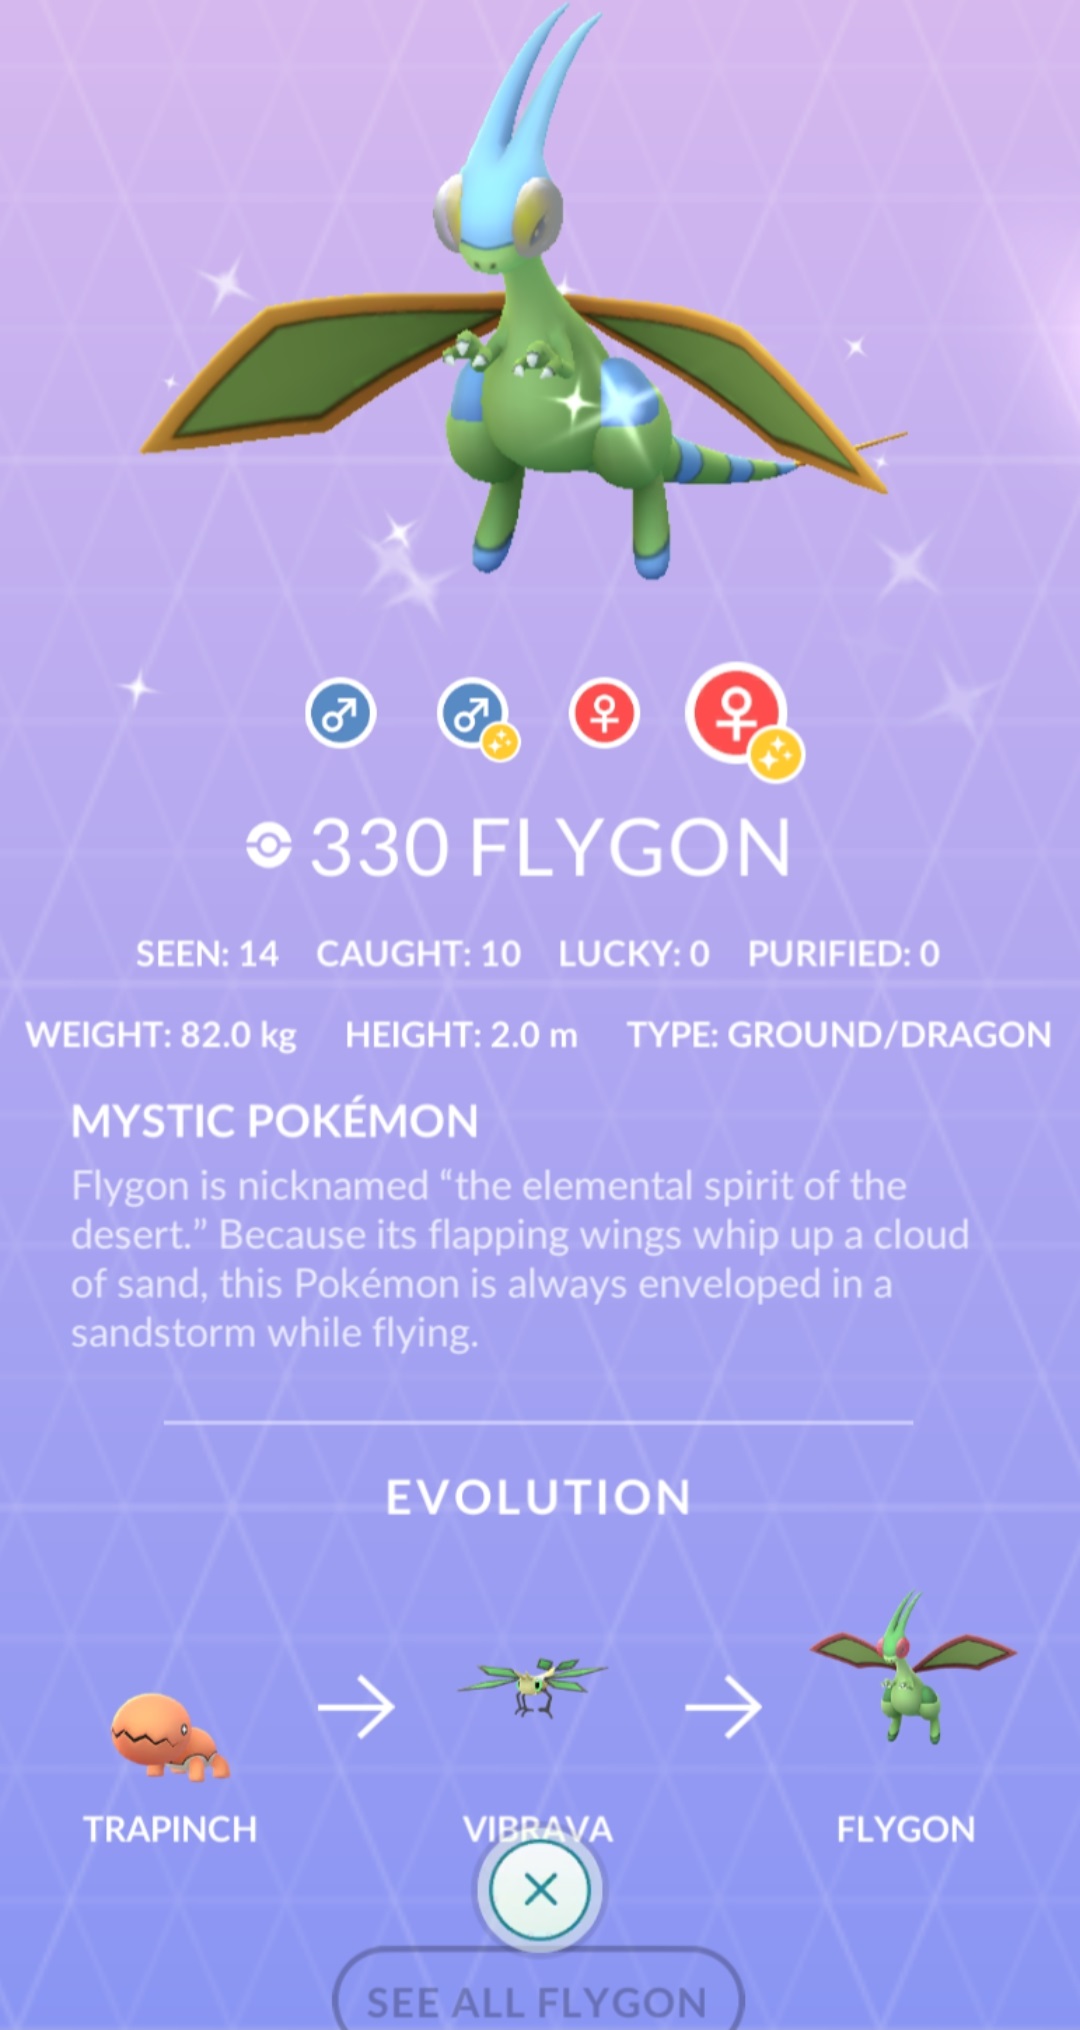 330 FLYGON
SEEN: 14 CAUGHT: 10 LUCKY: 0 PURIFIED: 0
WEIGHT: 82.0 kg HEIGHT: 2.0 m TYPE: GROUND/DRAGON
MYSTIC POKÉMON
Flygon is nicknamed “the elemental spirit of the
desert.” Because its flapping wings whip up a cloud
of sand, this Pokémon is always enveloped in a
sandstorm while flying.
EVOLUTION
TRAPINCH VIBRAVA FLYGON
SEE ALL FLYGON